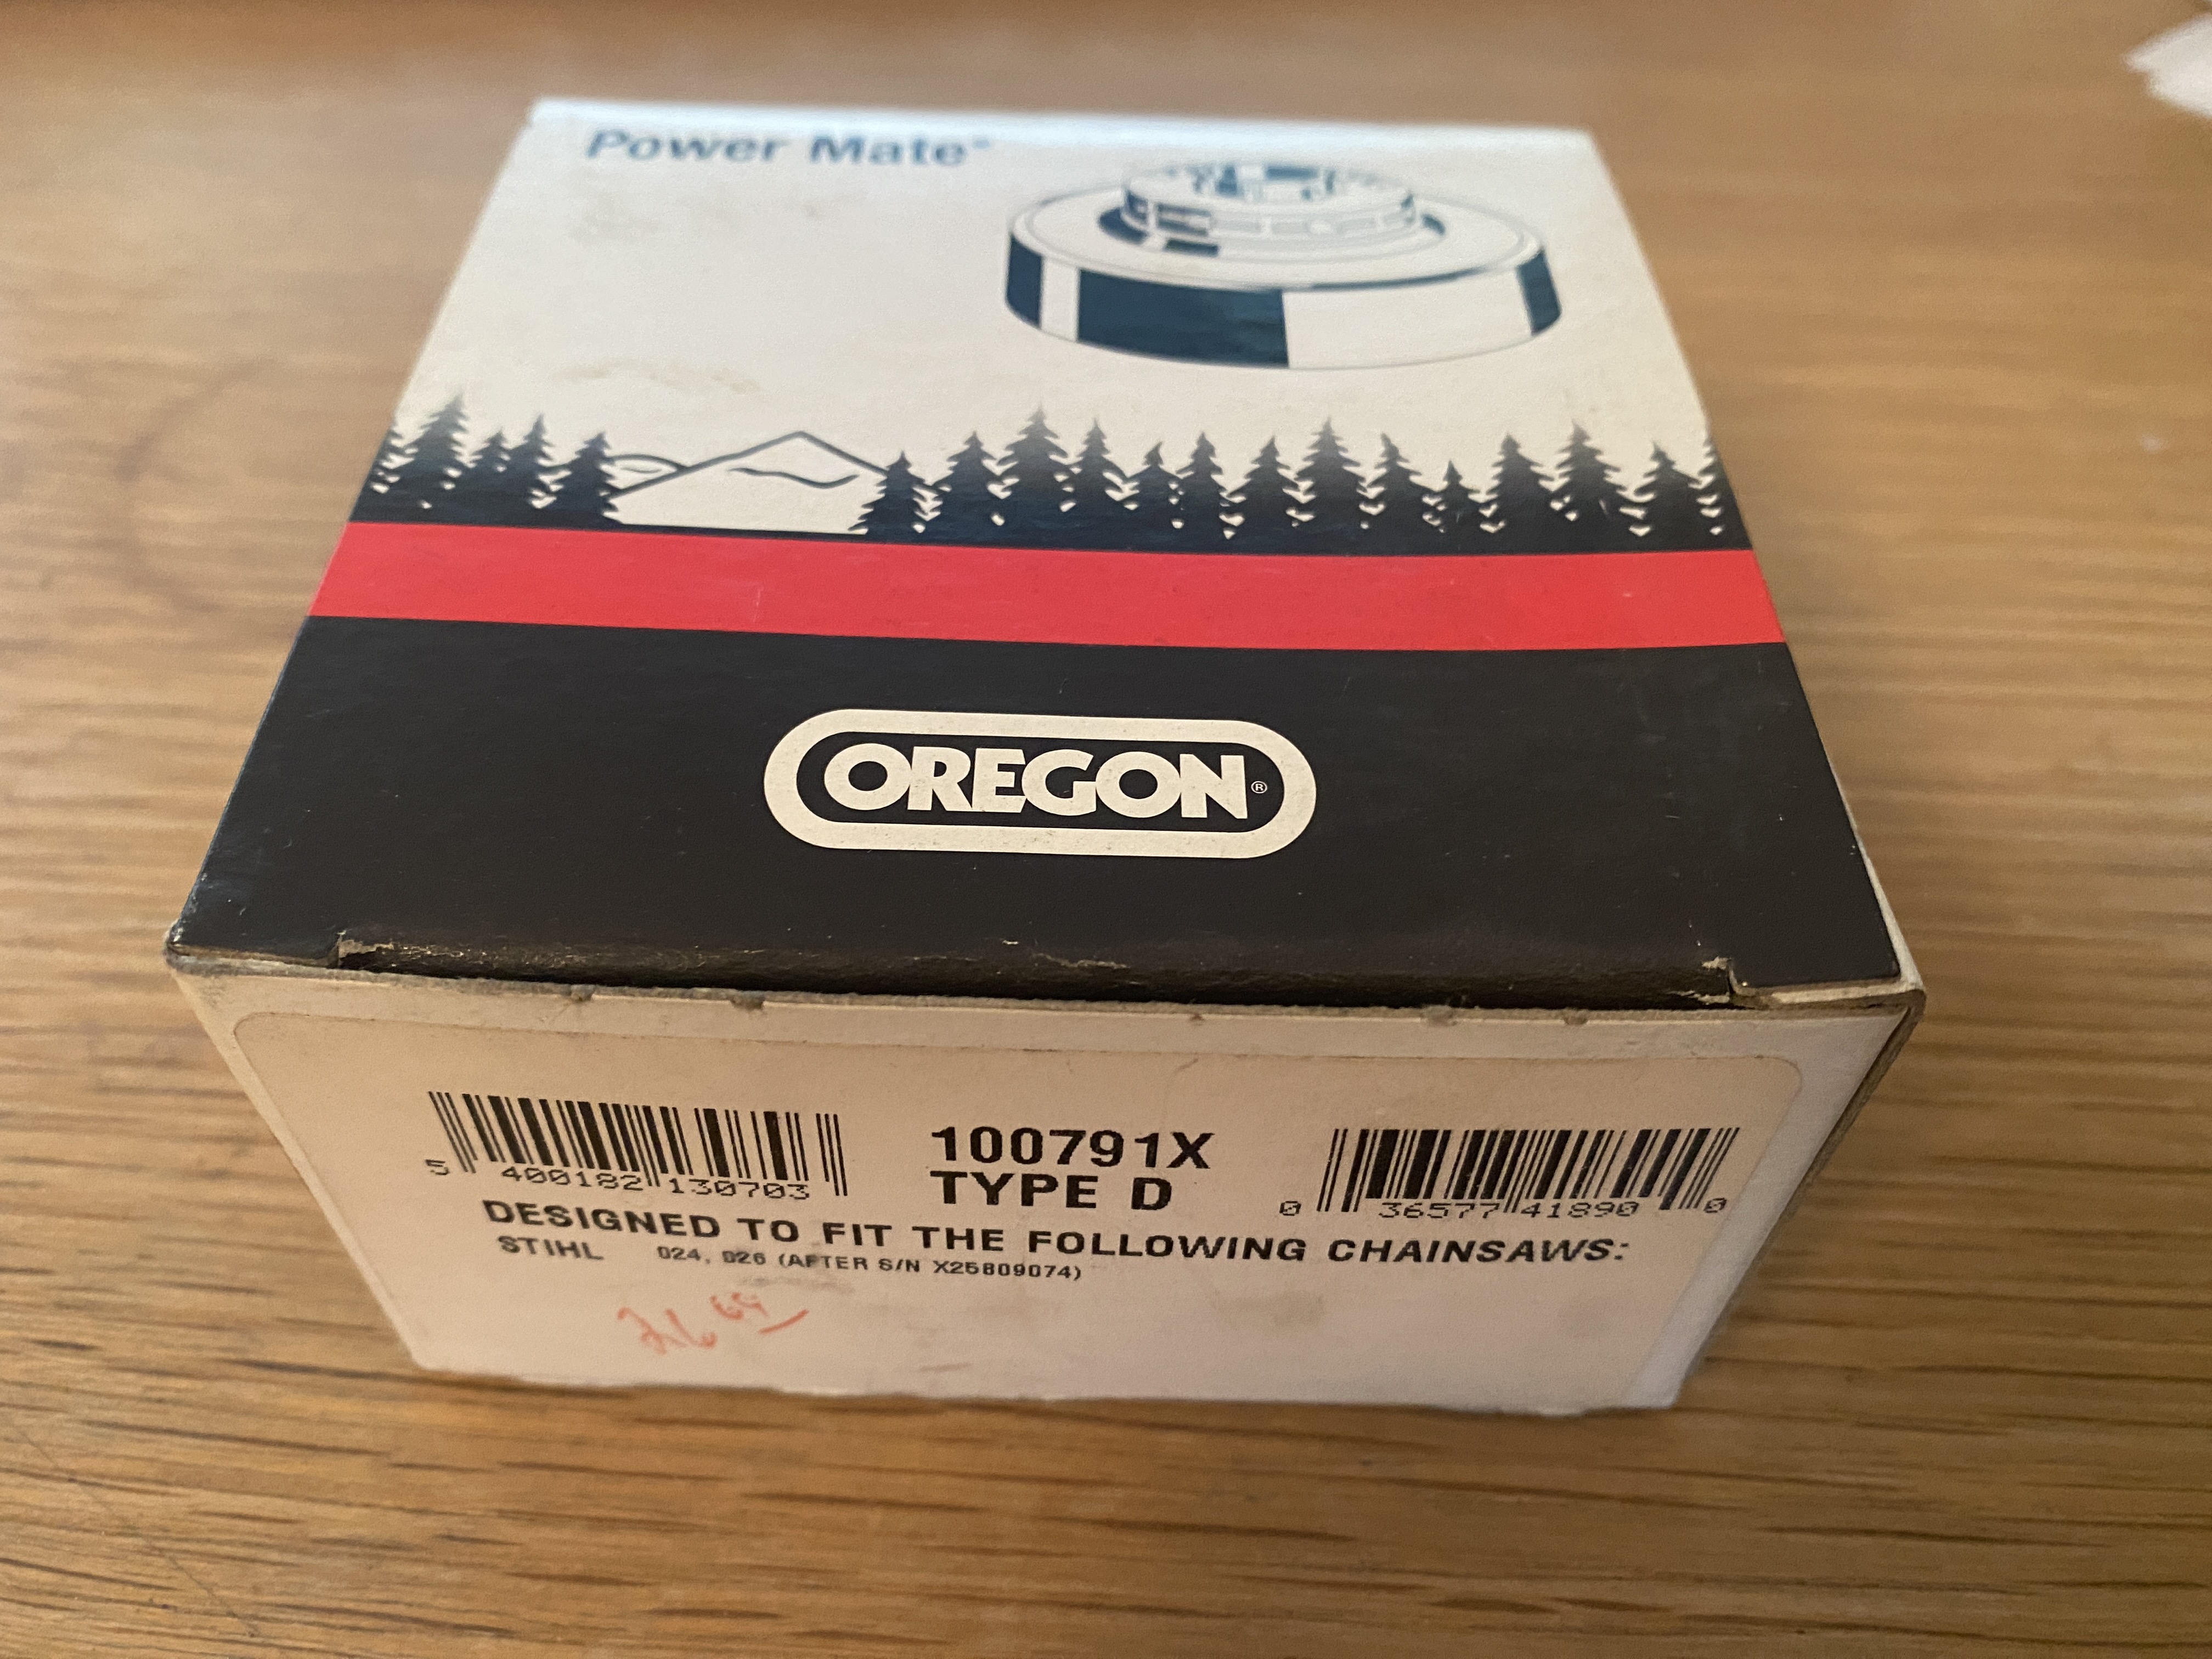 Power Mate®
OREGON®
100791X
TYPE D
5 400182 130703
0 36577 41890 0
DESIGNED TO FIT THE FOLLOWING CHAINSAWS:
STIHL 024, 026 (AFTER S/N X25809074)